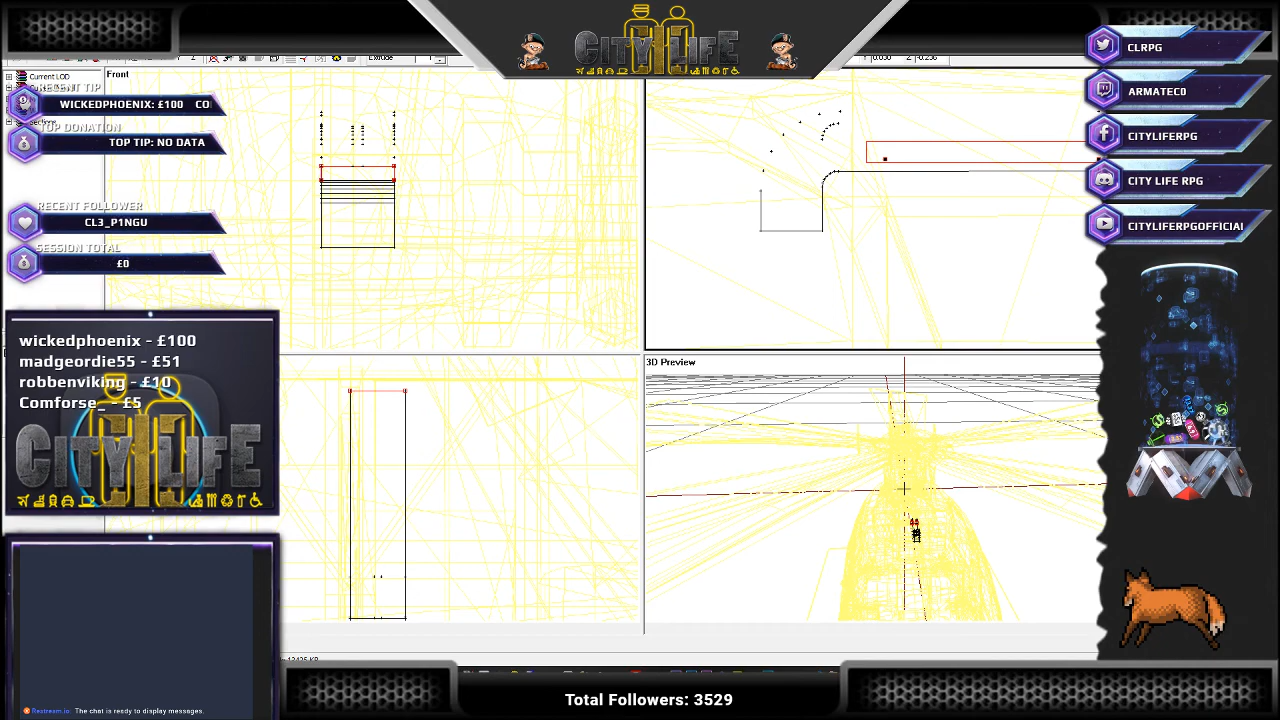 CITY LIFE
Extrude
Current LOD
Front
RECENT TIP
WICKEDPHOENIX: £100 CO
TOP DONATION
TOP TIP: NO DATA
RECENT FOLLOWER
CL3_P1NGU
SESSION TOTAL
£0
wickedphoenix - £100
madgeordie55 - £51
robbenviking - £10
Comforse_ - £5
CITY LIFE
Restream.io The chat is ready to display messages.
3D Preview
CLRPG
ARMATEC0
CITYLIFERPG
CITY LIFE RPG
CITYLIFERPGOFFICIAL
Total Followers: 3529